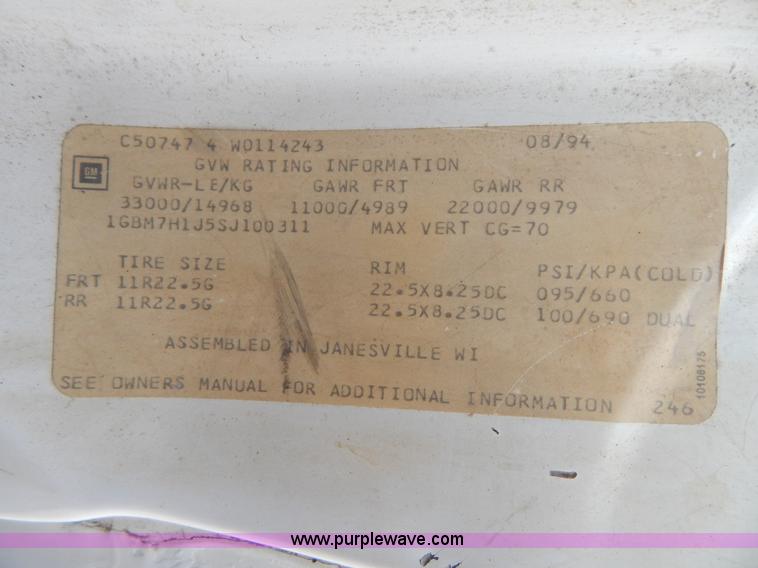 C50747 4 W0114243 08/94
GM
GVW RATING INFORMATION
GVWR-LE/KG GAWR FRT GAWR RR
33000/14968 11000/4989 22000/9979
1GBM7H1J5SJ100311 MAX VERT CG=70
TIRE SIZE RIM PSI/KPA(COLD)
FRT 11R22.5G 22.5X8.25DC 095/660
RR 11R22.5G 22.5X8.25DC 100/690 DUAL
ASSEMBLED IN JANESVILLE WI
SEE OWNERS MANUAL FOR ADDITIONAL INFORMATION 246
10108175
www.purplewave.com